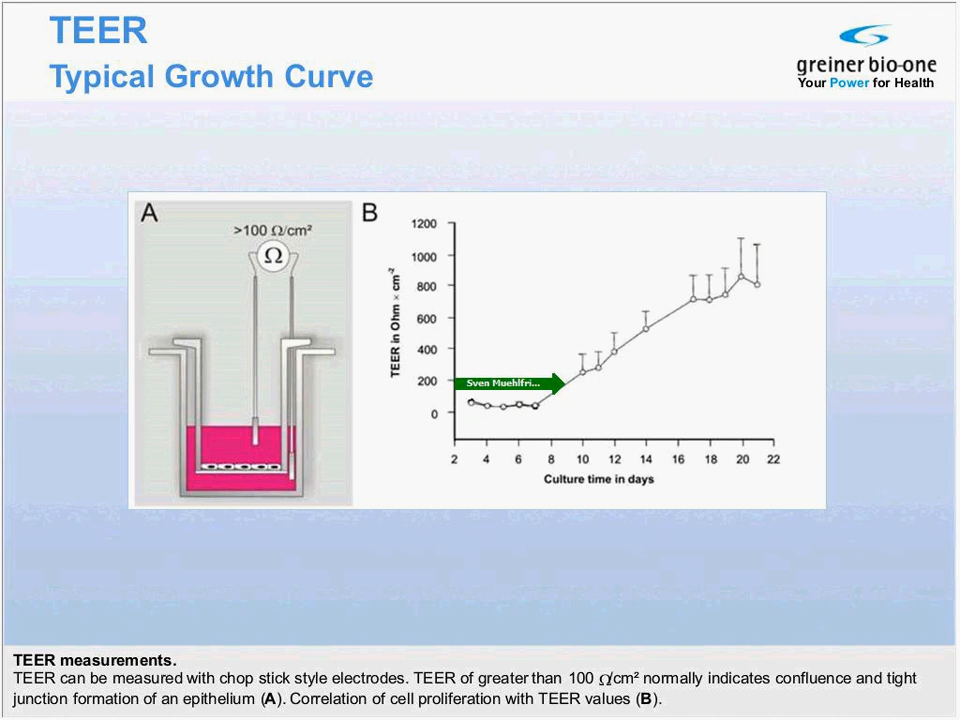 TEER
Typical Growth Curve
greiner bio-one
Your Power for Health
A
>100 Ω/cm²
Ω
B
TEER in Ohm × cm⁻²
1200
1000
800
600
400
200
0
Sven Muehlfri...
2 4 6 8 10 12 14 16 18 20 22
Culture time in days
TEER measurements.
TEER can be measured with chop stick style electrodes. TEER of greater than 100 Ω/cm² normally indicates confluence and tight
junction formation of an epithelium (A). Correlation of cell proliferation with TEER values (B).